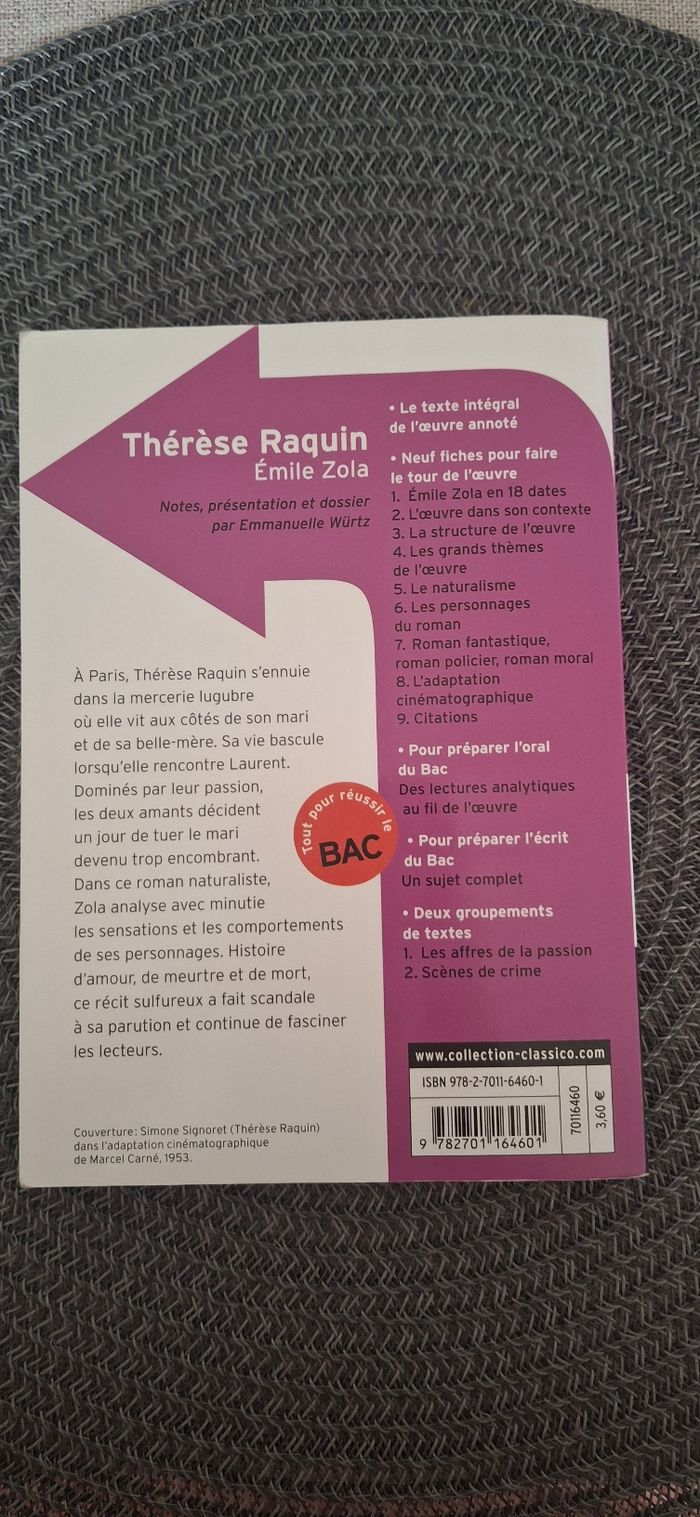 Thérèse Raquin
Émile Zola
Notes, présentation et dossier
par Emmanuelle Würtz
À Paris, Thérèse Raquin s'ennuie
dans la mercerie lugubre
où elle vit aux côtés de son mari
et de sa belle-mère. Sa vie bascule
lorsqu'elle rencontre Laurent.
Dominés par leur passion,
les deux amants décident
un jour de tuer le mari
devenu trop encombrant.
Dans ce roman naturaliste,
Zola analyse avec minutie
les sensations et les comportements
de ses personnages. Histoire
d'amour, de meurtre et de mort,
ce récit sulfureux a fait scandale
à sa parution et continue de fasciner
les lecteurs.
Couverture : Simone Signoret (Thérèse Raquin)
dans l'adaptation cinématographique
de Marcel Carné, 1953.
Tout pour réussir le
BAC
• Le texte intégral
de l'œuvre annoté
• Neuf fiches pour faire
le tour de l'œuvre
1. Émile Zola en 18 dates
2. L'œuvre dans son contexte
3. La structure de l'œuvre
4. Les grands thèmes
de l'œuvre
5. Le naturalisme
6. Les personnages
du roman
7. Roman fantastique,
roman policier, roman moral
8. L'adaptation
cinématographique
9. Citations
• Pour préparer l'oral
du Bac
Des lectures analytiques
au fil de l'œuvre
• Pour préparer l'écrit
du Bac
Un sujet complet
• Deux groupements
de textes
1. Les affres de la passion
2. Scènes de crime
www.collection-classico.com
ISBN 978-2-7011-6460-1
9 782701 164601
70116460
3,60 €